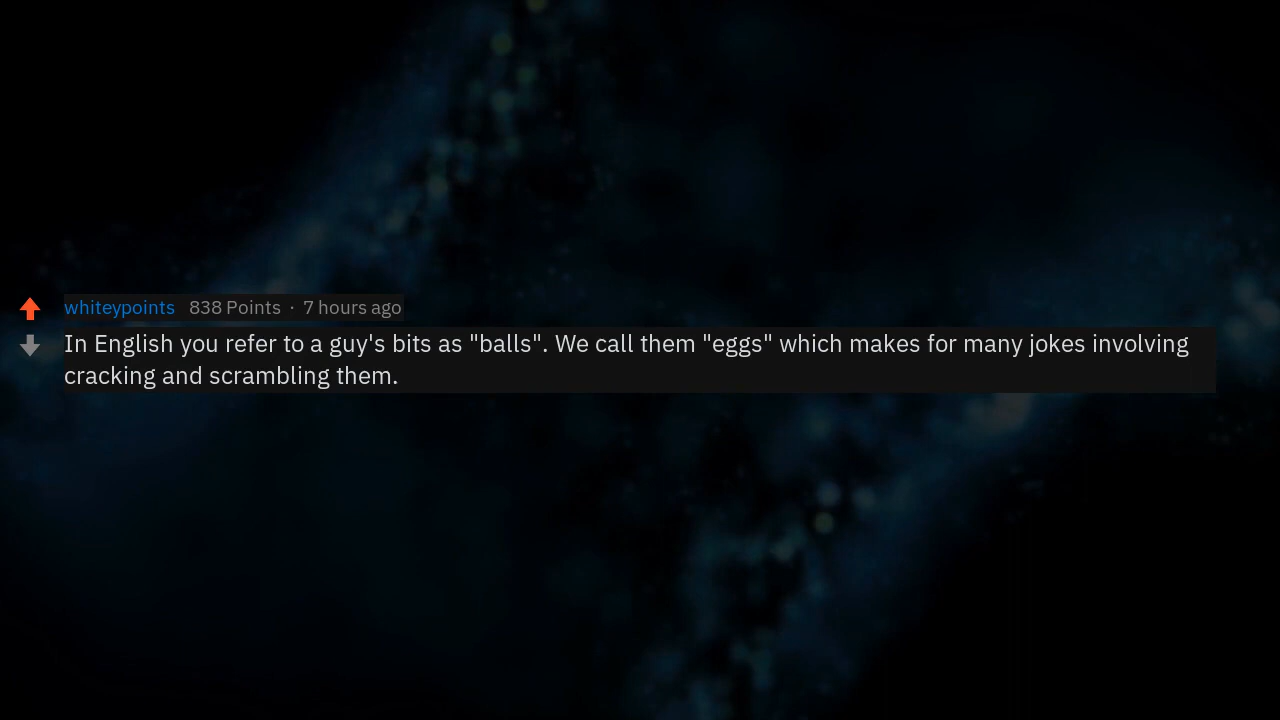 whiteypoints 838 Points · 7 hours ago
In English you refer to a guy's bits as "balls". We call them "eggs" which makes for many jokes involving
cracking and scrambling them.